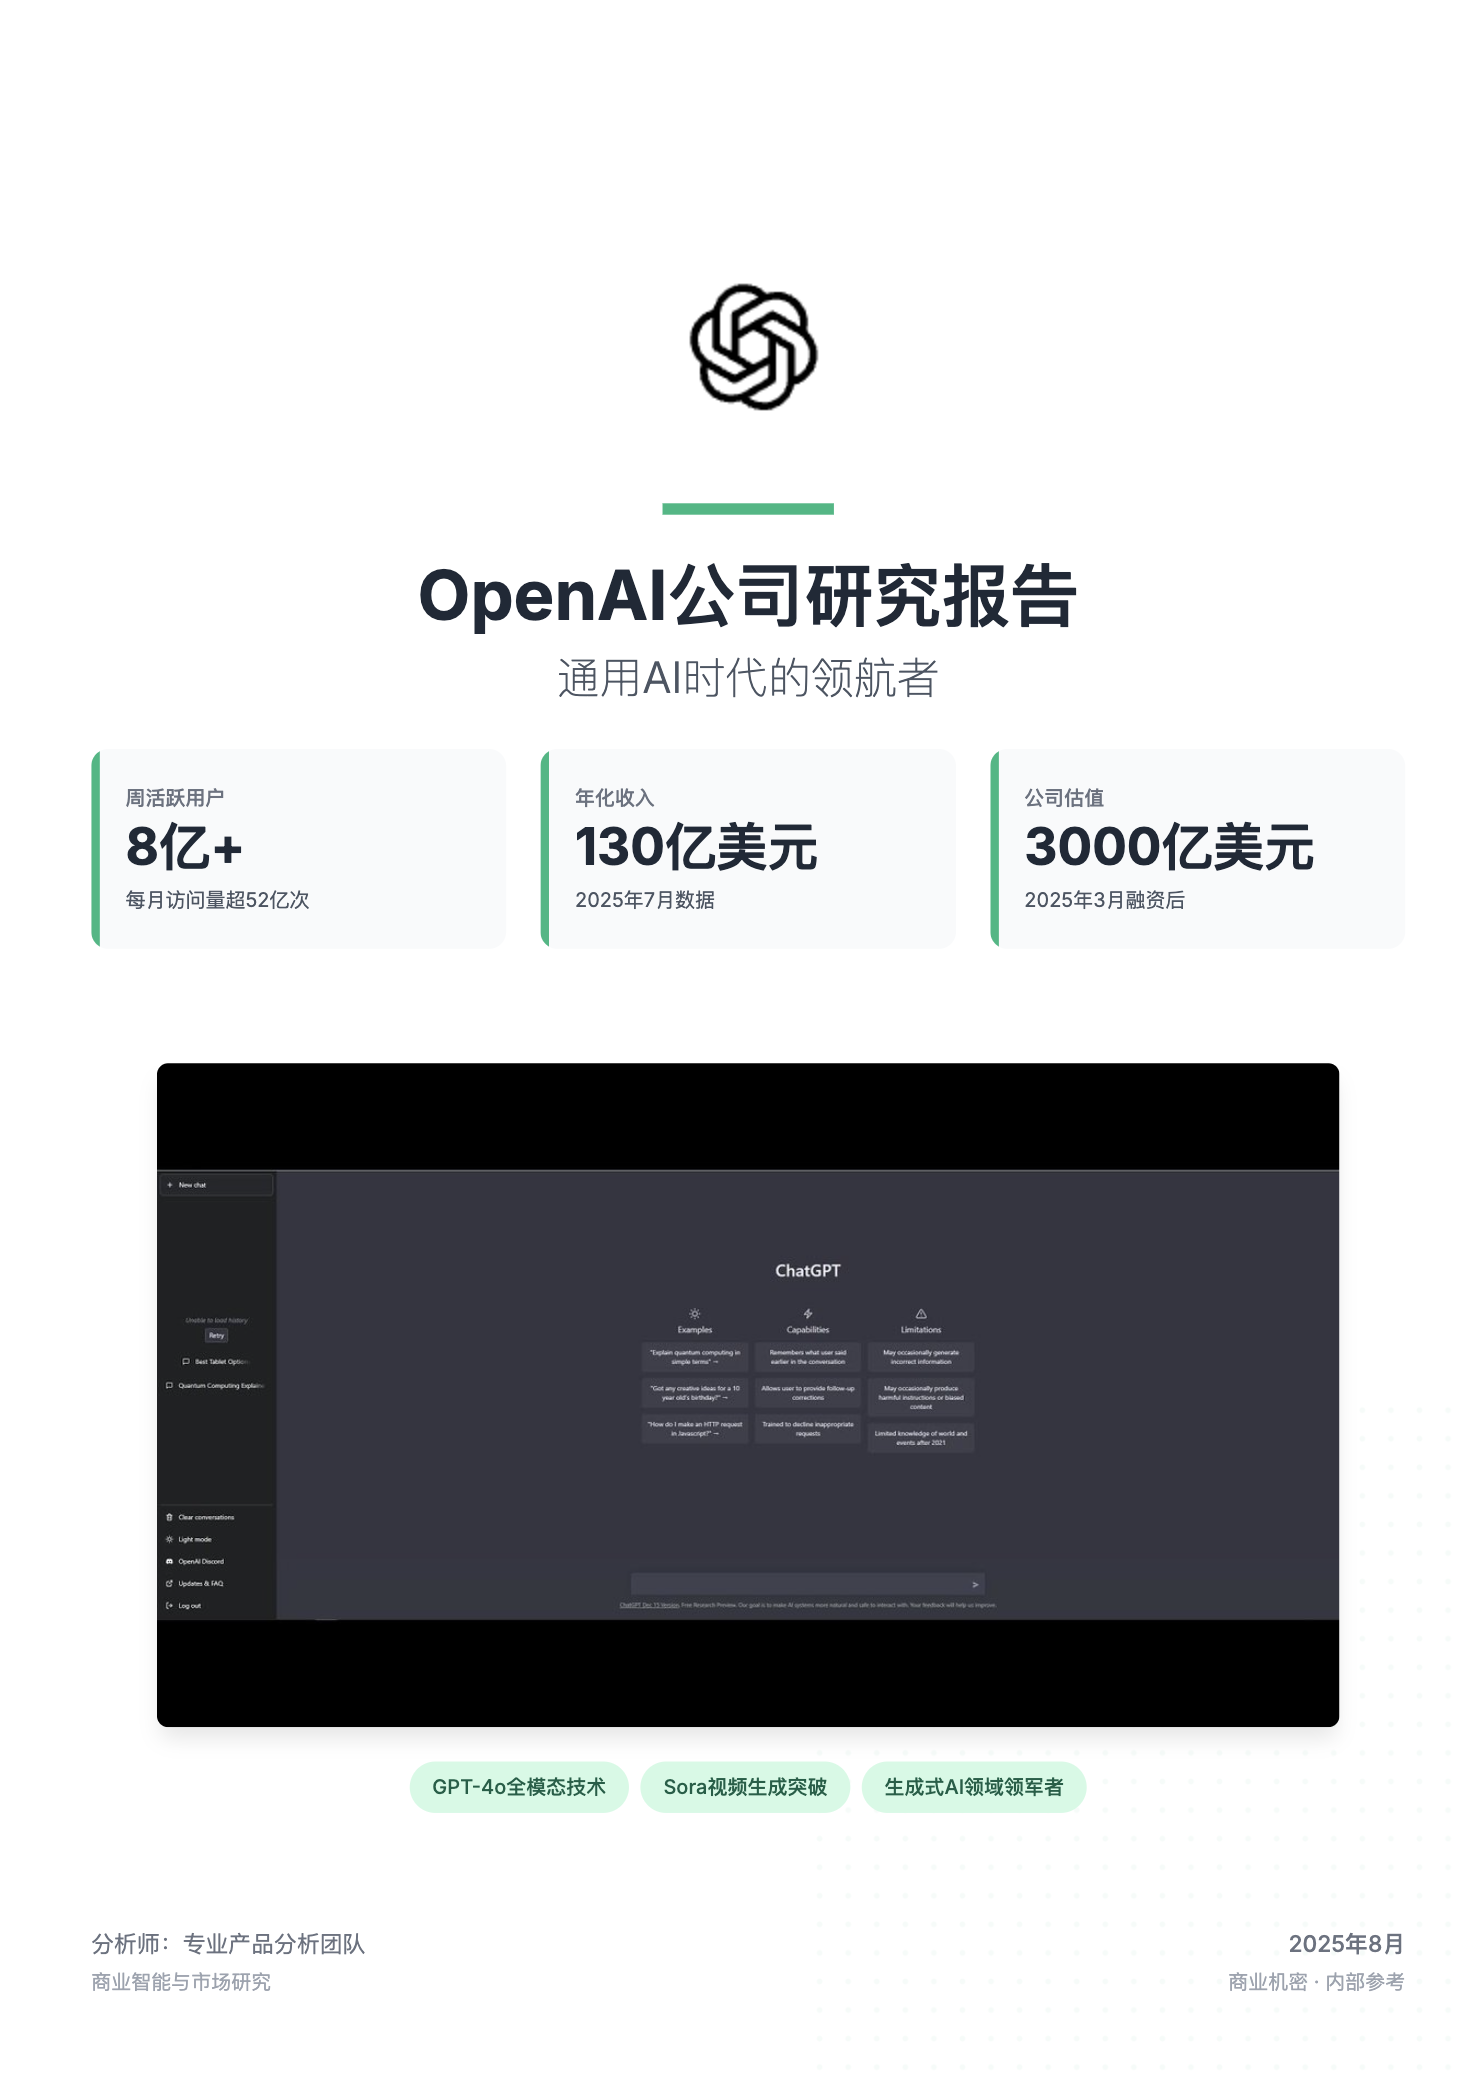 OpenAI公司研究报告
通用AI时代的领航者
周活跃用户
8亿+
每月访问量超52亿次
年化收入
130亿美元
2025年7月数据
公司估值
3000亿美元
2025年3月融资后
New chat
Unable to load history
Retry
Best Tablet Option
Quantum Computing Explain
Clear conversations
Light mode
OpenAI Discord
Updates & FAQ
Log out
ChatGPT
Examples
"Explain quantum computing in
simple terms" →
"Got any creative ideas for a 10
year old's birthday?" →
"How do I make an HTTP request
in Javascript?" →
Capabilities
Remembers what user said
earlier in the conversation
Allows user to provide follow-up
corrections
Trained to decline inappropriate
requests
Limitations
May occasionally generate
incorrect information
May occasionally produce
harmful instructions or biased
content
Limited knowledge of world and
events after 2021
ChatGPT Dec 15 Version. Free Research Preview. Our goal is to make AI systems more natural and safe to interact with. Your feedback will help us improve.
GPT-4o全模态技术
Sora视频生成突破
生成式AI领域领军者
分析师：专业产品分析团队
商业智能与市场研究
2025年8月
商业机密 · 内部参考